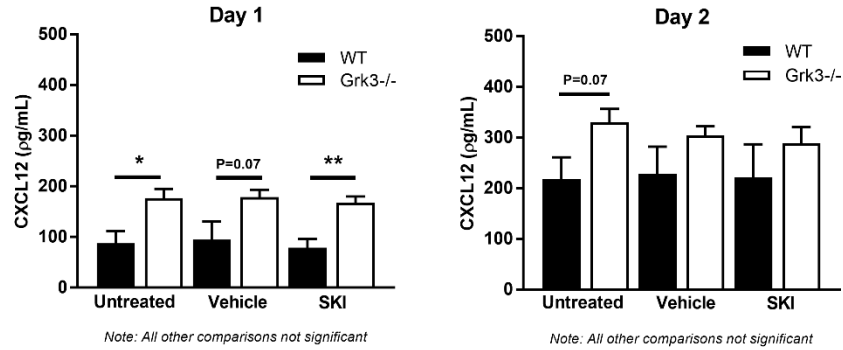 Day 1
500
400
300
200
100
0
CXCL12 (ρg/mL)
WT
Grk3-/-
*
P=0.07
**
Untreated Vehicle SKI
Note: All other comparisons not significant
Day 2
500
400
300
200
100
0
CXCL12 (ρg/mL)
WT
Grk3-/-
P=0.07
Untreated Vehicle SKI
Note: All other comparisons not significant